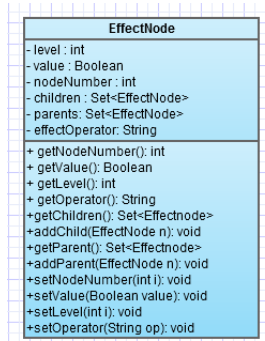 EffectNode
- level : int
- value : Boolean
- nodeNumber : int
- children : Set<EffectNode>
- parents: Set<EffectNode>
- effectOperator: String
+ getNodeNumber(): int
+ getValue(): Boolean
+ getLevel(): int
+ getOperator(): String
+getChildren(): Set<Effectnode>
+addChild(EffectNode n): void
+getParent(): Set<Effectnode>
+addParent(EffectNode n): void
+setNodeNumber(int i): void
+setValue(Boolean value): void
+setLevel(int i): void
+setOperator(String op): void